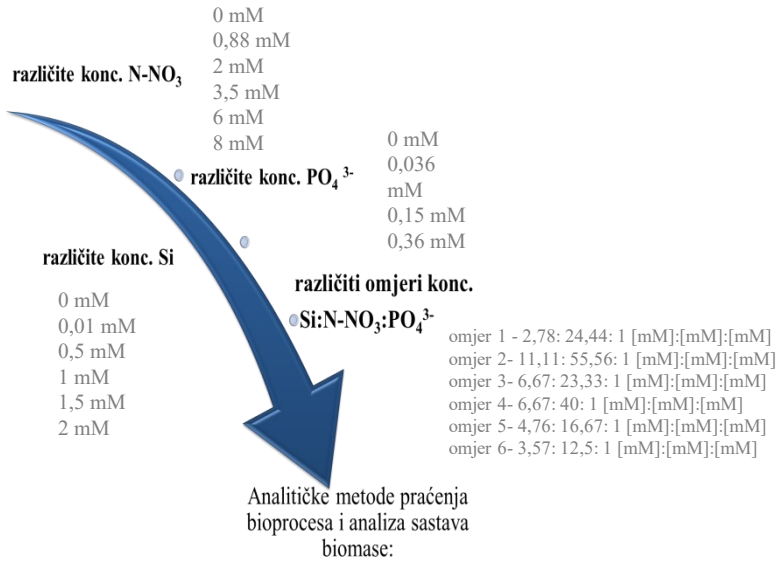 različite konc. N-NO₃
0 mM
0,88 mM
2 mM
3,5 mM
6 mM
8 mM
različite konc. PO₄ ³⁻
0 mM
0,036
mM
0,15 mM
0,36 mM
različite konc. Si
0 mM
0,01 mM
0,5 mM
1 mM
1,5 mM
2 mM
različiti omjeri konc.
Si:N-NO₃:PO₄³⁻
omjer 1 - 2,78: 24,44: 1 [mM]:[mM]:[mM]
omjer 2- 11,11: 55,56: 1 [mM]:[mM]:[mM]
omjer 3- 6,67: 23,33: 1 [mM]:[mM]:[mM]
omjer 4- 6,67: 40: 1 [mM]:[mM]:[mM]
omjer 5- 4,76: 16,67: 1 [mM]:[mM]:[mM]
omjer 6- 3,57: 12,5: 1 [mM]:[mM]:[mM]
Analitičke metode praćenja
bioprocesa i analiza sastava
biomase: